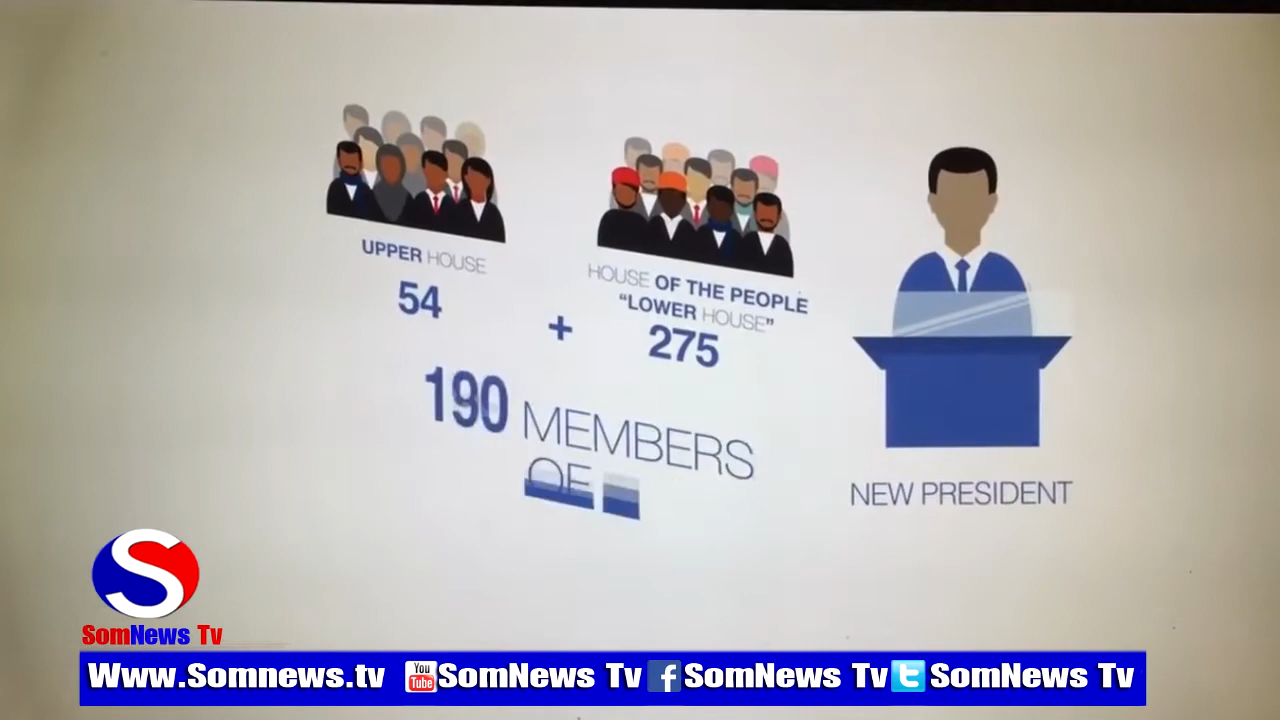 UPPER HOUSE
54
+
HOUSE OF THE PEOPLE
“LOWER HOUSE”
275
190 MEMBERS
OF
NEW PRESIDENT
S
SomNews Tv
Www.Somnews.tv You Tube SomNews Tv f SomNews Tv t SomNews Tv